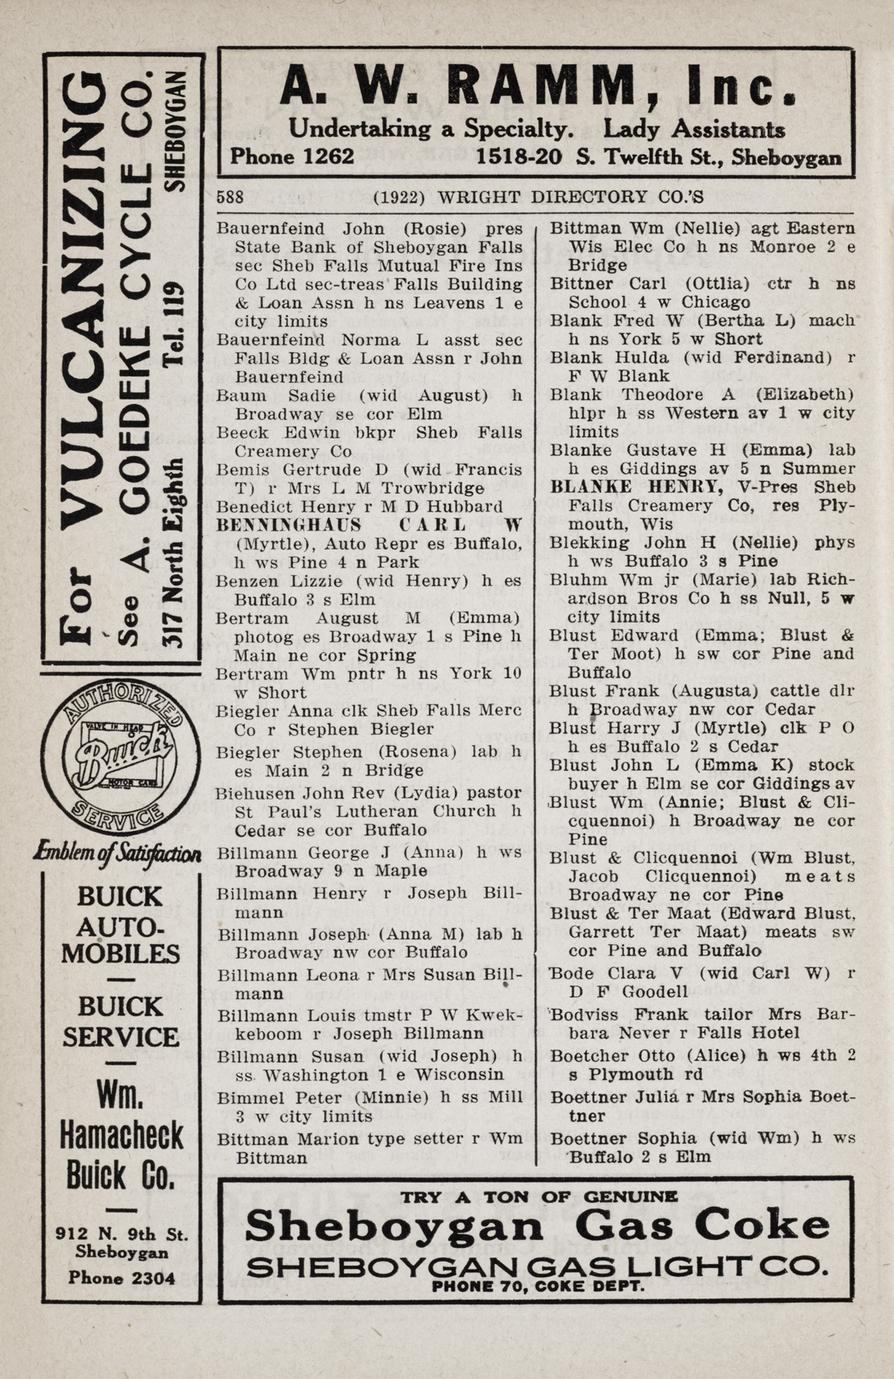 A. W. RAMM, Inc.
Undertaking a Specialty. Lady Assistants
Phone 1262 1518-20 S. Twelfth St., Sheboygan
For VULCANIZING
See A. GOEDEKE CYCLE CO.
317 North Eighth Tel. 119 SHEBOYGAN
AUTHORIZED
VALVE IN HEAD
Buick
MOTOR CARS
SERVICE
Emblem of Satisfaction
BUICK
AUTO-
MOBILES
BUICK
SERVICE
Wm.
Hamacheck
Buick Co.
912 N. 9th St.
Sheboygan
Phone 2304
588 (1922) WRIGHT DIRECTORY CO.'S
Bauernfeind John (Rosie) pres
State Bank of Sheboygan Falls
sec Sheb Falls Mutual Fire Ins
Co Ltd sec-treas Falls Building
& Loan Assn h ns Leavens 1 e
city limits
Bauernfeind Norma L asst sec
Falls Bldg & Loan Assn r John
Bauernfeind
Baum Sadie (wid August) h
Broadway se cor Elm
Beeck Edwin bkpr Sheb Falls
Creamery Co
Bemis Gertrude D (wid Francis
T) r Mrs L M Trowbridge
Benedict Henry r M D Hubbard
BENNINGHAUS CARL W
(Myrtle), Auto Repr es Buffalo,
h ws Pine 4 n Park
Benzen Lizzie (wid Henry) h es
Buffalo 3 s Elm
Bertram August M (Emma)
photog es Broadway 1 s Pine h
Main ne cor Spring
Bertram Wm pntr h ns York 10
w Short
Biegler Anna clk Sheb Falls Merc
Co r Stephen Biegler
Biegler Stephen (Rosena) lab h
es Main 2 n Bridge
Biehusen John Rev (Lydia) pastor
St Paul's Lutheran Church h
Cedar se cor Buffalo
Billmann George J (Anna) h ws
Broadway 9 n Maple
Billmann Henry r Joseph Bill-
mann
Billmann Joseph (Anna M) lab h
Broadway nw cor Buffalo
Billmann Leona r Mrs Susan Bill-
mann
Billmann Louis tmstr P W Kwek-
keboom r Joseph Billmann
Billmann Susan (wid Joseph) h
ss Washington 1 e Wisconsin
Bimmel Peter (Minnie) h ss Mill
3 w city limits
Bittman Marion type setter r Wm
Bittman
Bittman Wm (Nellie) agt Eastern
Wis Elec Co h ns Monroe 2 e
Bridge
Bittner Carl (Ottlia) ctr h ns
School 4 w Chicago
Blank Fred W (Bertha L) mach
h ns York 5 w Short
Blank Hulda (wid Ferdinand) r
F W Blank
Blank Theodore A (Elizabeth)
hlpr h ss Western av 1 w city
limits
Blanke Gustave H (Emma) lab
h es Giddings av 5 n Summer
BLANKE HENRY, V-Pres Sheb
Falls Creamery Co, res Ply-
mouth, Wis
Blekking John H (Nellie) phys
h ws Buffalo 3 s Pine
Bluhm Wm jr (Marie) lab Rich-
ardson Bros Co h ss Null, 5 w
city limits
Blust Edward (Emma; Blust &
Ter Moot) h sw cor Pine and
Buffalo
Blust Frank (Augusta) cattle dlr
h Broadway nw cor Cedar
Blust Harry J (Myrtle) clk P O
h es Buffalo 2 s Cedar
Blust John L (Emma K) stock
buyer h Elm se cor Giddings av
Blust Wm (Annie; Blust & Cli-
cquennoi) h Broadway ne cor
Pine
Blust & Clicquennoi (Wm Blust,
Jacob Clicquennoi) meats
Broadway ne cor Pine
Blust & Ter Maat (Edward Blust,
Garrett Ter Maat) meats sw
cor Pine and Buffalo
Bode Clara V (wid Carl W) r
D F Goodell
Bodviss Frank tailor Mrs Bar-
bara Never r Falls Hotel
Boetcher Otto (Alice) h ws 4th 2
s Plymouth rd
Boettner Julia r Mrs Sophia Boet-
tner
Boettner Sophia (wid Wm) h ws
Buffalo 2 s Elm
TRY A TON OF GENUINE
Sheboygan Gas Coke
SHEBOYGAN GAS LIGHT CO.
PHONE 70, COKE DEPT.